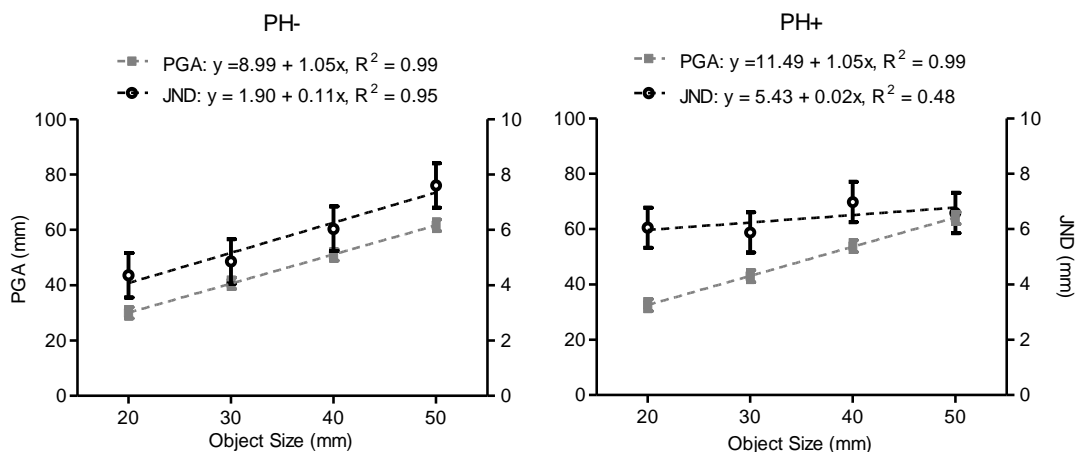 PH-
PGA: y =8.99 + 1.05x, R² = 0.99
JND: y = 1.90 + 0.11x, R² = 0.95
100
80
60
40
20
0
PGA (mm)
10
8
6
4
2
0
20 30 40 50
Object Size (mm)
PH+
PGA: y =11.49 + 1.05x, R² = 0.99
JND: y = 5.43 + 0.02x, R² = 0.48
100
80
60
40
20
0
10
8
6
4
2
0
JND (mm)
20 30 40 50
Object Size (mm)